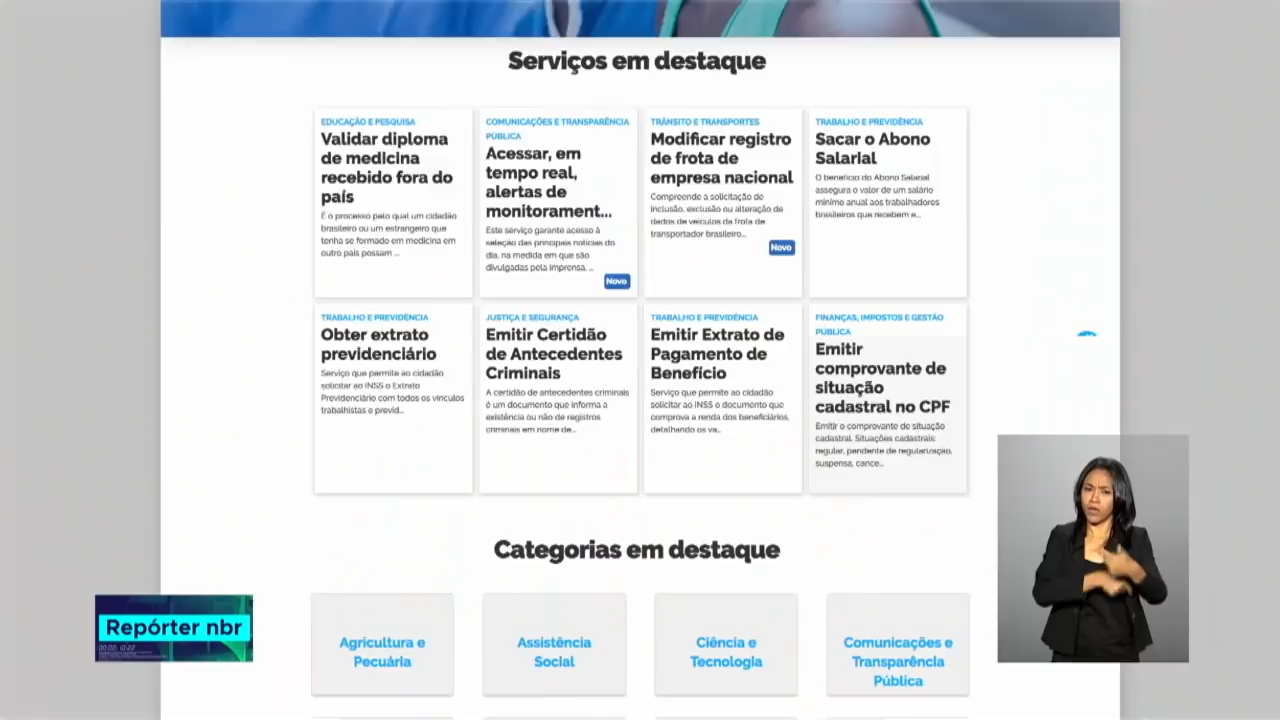 Serviços em destaque
EDUCAÇÃO E PESQUISA
Validar diploma
de medicina
recebido fora do
país
É o processo pelo qual um cidadão
brasileiro ou um estrangeiro que
tenha se formado em medicina em
outro país possam ...
COMUNICAÇÕES E TRANSPARÊNCIA
PÚBLICA
Acessar, em
tempo real,
alertas de
monitorament...
Este serviço garante acesso à
seleção das principais notícias do
dia, na medida em que são
divulgadas pela imprensa, ...
Novo
TRÂNSITO E TRANSPORTES
Modificar registro
de frota de
empresa nacional
Compreende a solicitação de
inclusão, exclusão ou alteração de
dados de veículos da frota de
transportador brasileiro...
Novo
TRABALHO E PREVIDÊNCIA
Sacar o Abono
Salarial
O benefício do Abono Salarial
assegura o valor de um salário
mínimo anual aos trabalhadores
brasileiros que recebem e...
TRABALHO E PREVIDÊNCIA
Obter extrato
previdenciário
Serviço que permite ao cidadão
solicitar ao INSS o Extrato
Previdenciário com todos os vínculos
trabalhistas e previd...
JUSTIÇA E SEGURANÇA
Emitir Certidão
de Antecedentes
Criminais
A certidão de antecedentes criminais
é um documento que informa a
existência ou não de registros
criminais em nome de...
TRABALHO E PREVIDÊNCIA
Emitir Extrato de
Pagamento de
Benefício
Serviço que permite ao cidadão
solicitar ao INSS o documento que
comprova a renda dos beneficiários,
detalhando os va...
FINANÇAS, IMPOSTOS E GESTÃO
PÚBLICA
Emitir
comprovante de
situação
cadastral no CPF
Emitir o comprovante de situação
cadastral. Situações cadastrais:
regular, pendente de regularização,
suspensa, cance...
Categorias em destaque
Agricultura e
Pecuária
Assistência
Social
Ciência e
Tecnologia
Comunicações e
Transparência
Pública
Repórter nbr